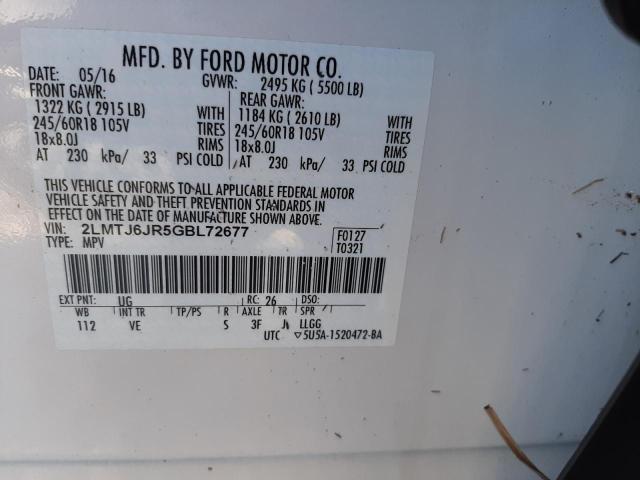 MFD. BY FORD MOTOR CO.
DATE: 05/16 GVWR: 2495 KG ( 5500 LB)
FRONT GAWR: REAR GAWR:
1322 KG ( 2915 LB) WITH 1184 KG ( 2610 LB) WITH
245/60R18 105V TIRES 245/60R18 105V TIRES
18x8.0J RIMS 18x8.0J RIMS
AT 230 kPa/ 33 PSI COLD AT 230 kPa/ 33 PSI COLD
THIS VEHICLE CONFORMS TO ALL APPLICABLE FEDERAL MOTOR
VEHICLE SAFETY AND THEFT PREVENTION STANDARDS IN
EFFECT ON THE DATE OF MANUFACTURE SHOWN ABOVE.
VIN: 2LMTJ6JR5GBL72677 F0127
TYPE: MPV T0321
EXT PNT: UG RC: 26 DSO:
WB INT TR TP/PS R AXLE TR SPR
112 VE S 3F J LLGG
UTC ▽5U5A-1520472-BA